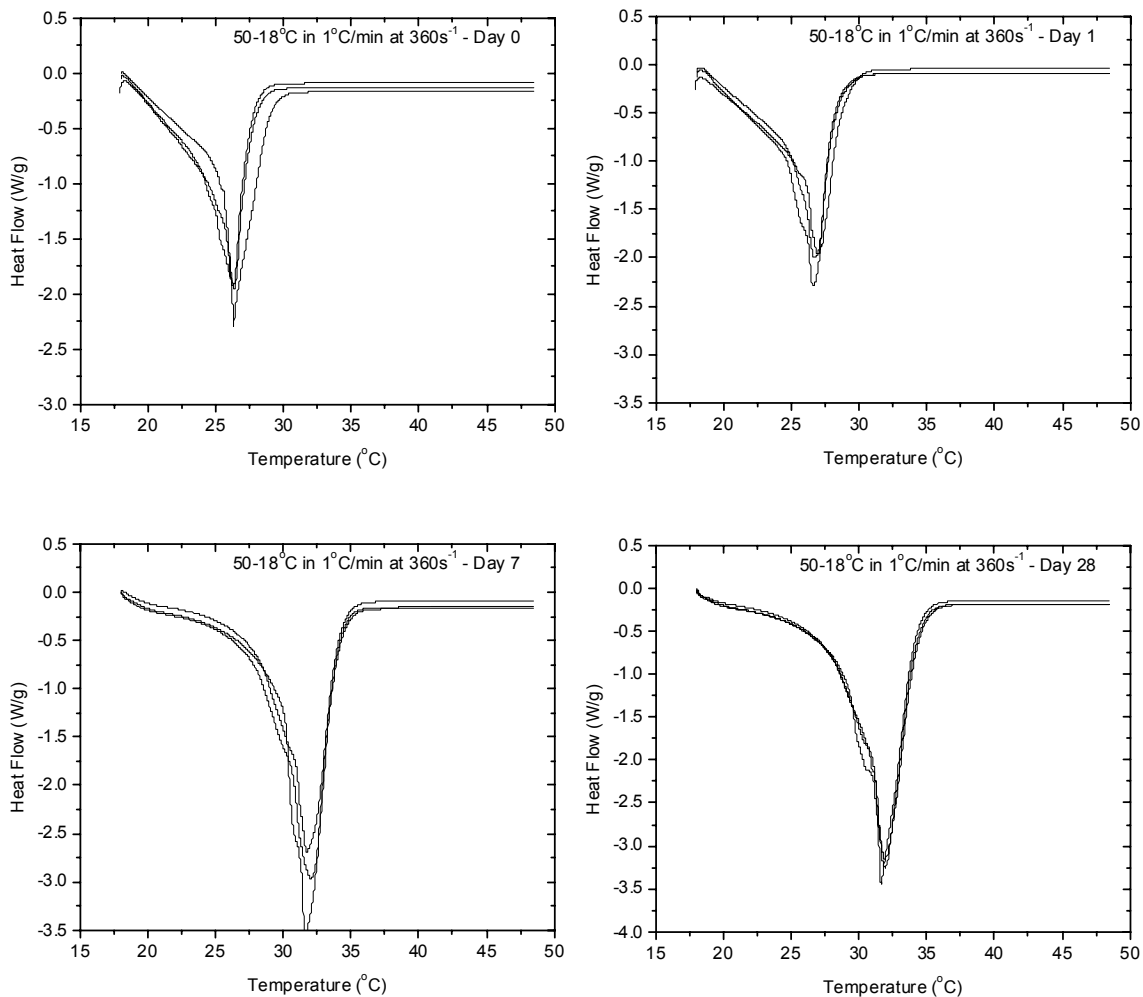 50-18°C in 1°C/min at 360s⁻¹ - Day 0
0.5
0.0
-0.5
-1.0
-1.5
-2.0
-2.5
-3.0
Heat Flow (W/g)
15 20 25 30 35 40 45 50
Temperature (°C)
50-18°C in 1°C/min at 360s⁻¹ - Day 1
0.5
0.0
-0.5
-1.0
-1.5
-2.0
-2.5
-3.0
-3.5
Heat Flow (W/g)
15 20 25 30 35 40 45 50
Temperature (°C)
50-18°C in 1°C/min at 360s⁻¹ - Day 7
0.5
0.0
-0.5
-1.0
-1.5
-2.0
-2.5
-3.0
-3.5
Heat Flow (W/g)
15 20 25 30 35 40 45 50
Temperature (°C)
50-18°C in 1°C/min at 360s⁻¹ - Day 28
0.5
0.0
-0.5
-1.0
-1.5
-2.0
-2.5
-3.0
-3.5
-4.0
Heat Flow (W/g)
15 20 25 30 35 40 45 50
Temperature (°C)